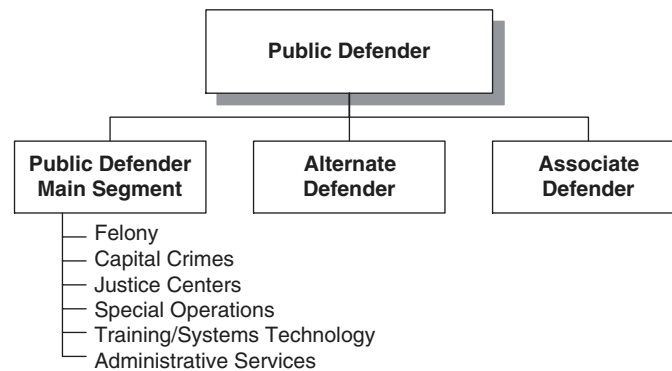 Public Defender
Public Defender
Main Segment
Alternate
Defender
Associate
Defender
Felony
Capital Crimes
Justice Centers
Special Operations
Training/Systems Technology
Administrative Services